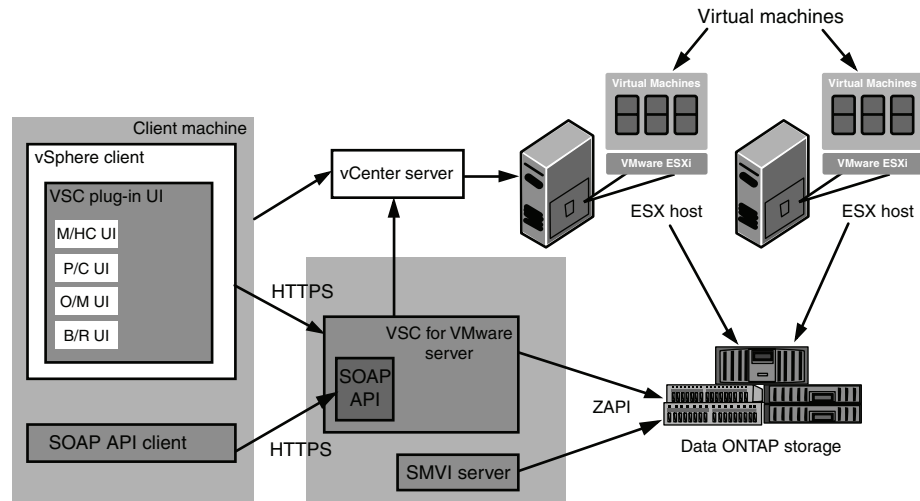 Virtual machines
Virtual Machines
Virtual Machines
VMware ESXi
VMware ESXi
ESX host
ESX host
Client machine
vSphere client
VSC plug-in UI
M/HC UI
P/C UI
O/M UI
B/R UI
SOAP API client
vCenter server
HTTPS
HTTPS
VSC for VMware
server
SOAP
API
SMVI server
ZAPI
Data ONTAP storage